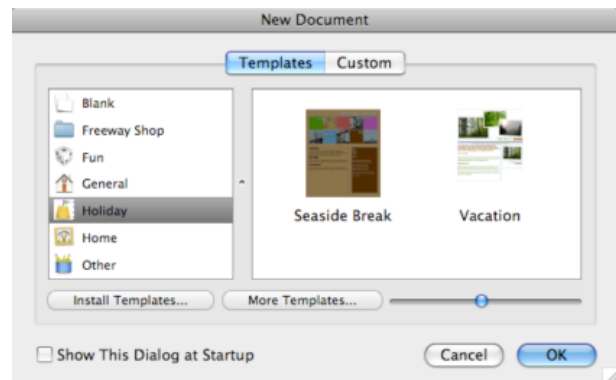 New Document
Templates Custom
Blank
Freeway Shop
Fun
General
Holiday
Home
Other
Seaside Break Vacation
Install Templates... More Templates...
Show This Dialog at Startup Cancel OK